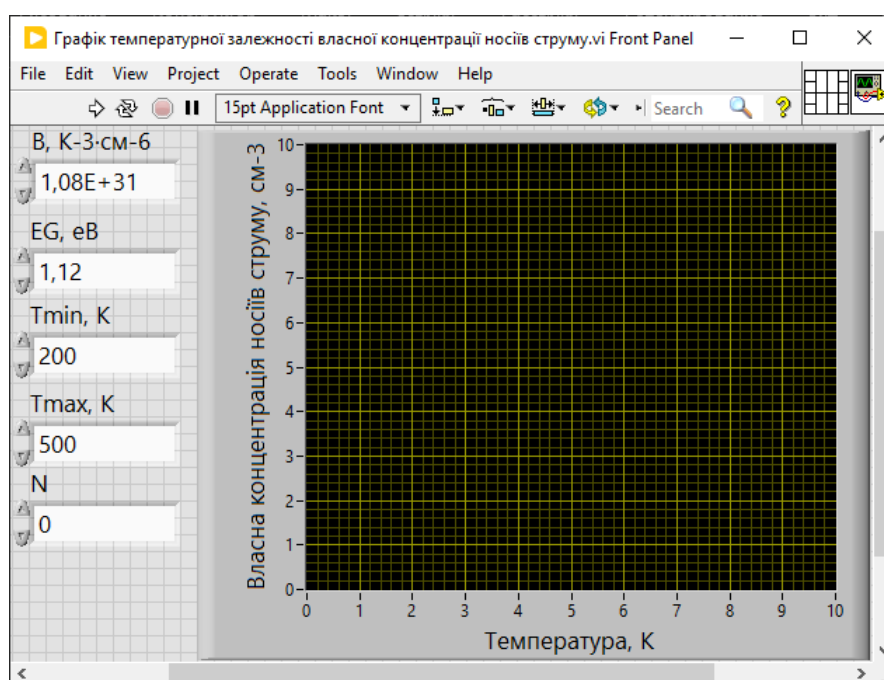 Графік температурної залежності власної концентрації носіїв струму.vi Front Panel
File Edit View Project Operate Tools Window Help
15pt Application Font
Search
B, К-3·см-6
1,08E+31
EG, еВ
1,12
Tmin, К
200
Tmax, К
500
N
0
Власна концентрація носіїв струму, см-3
10
9
8
7
6
5
4
3
2
1
0
0 1 2 3 4 5 6 7 8 9 10
Температура, К